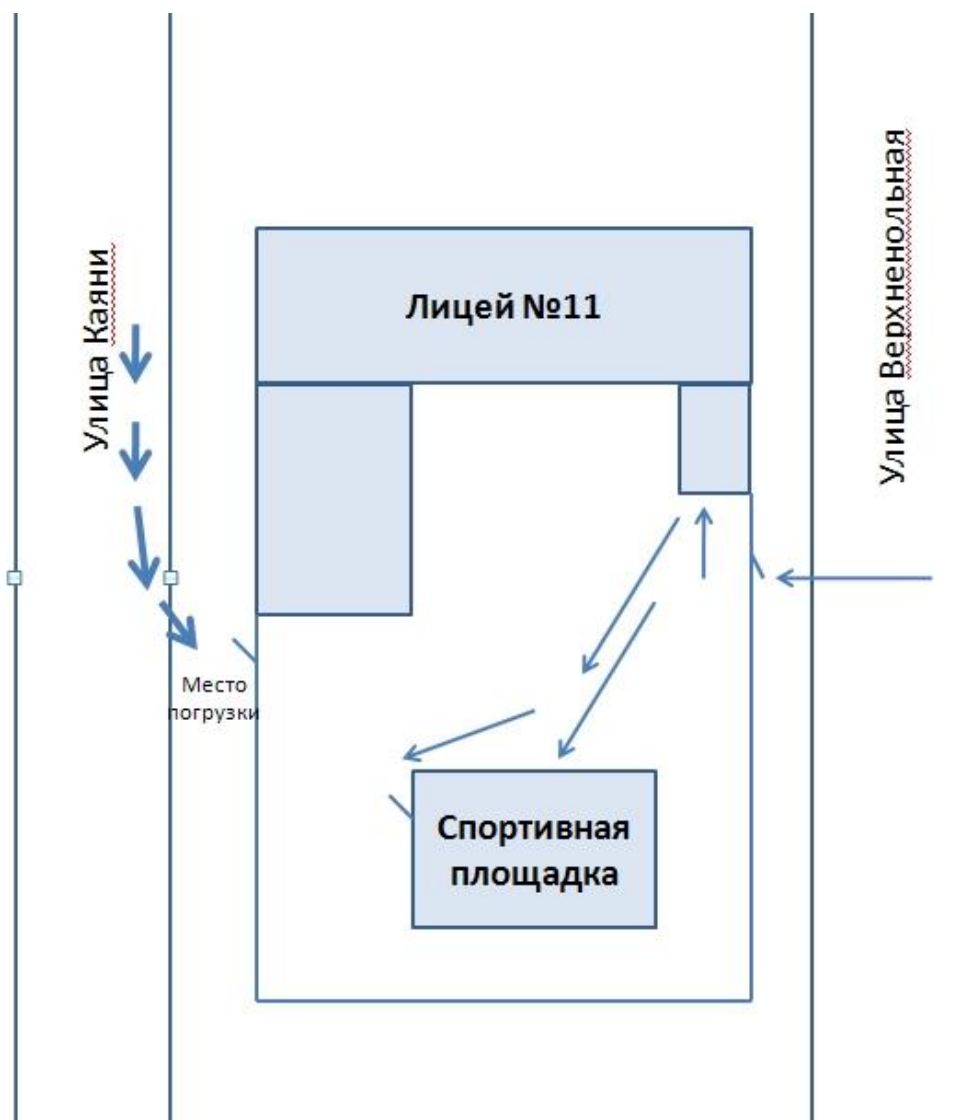 Улица Каяни
Улица Верхненольная
Лицей №11
Место
погрузки
Спортивная
площадка